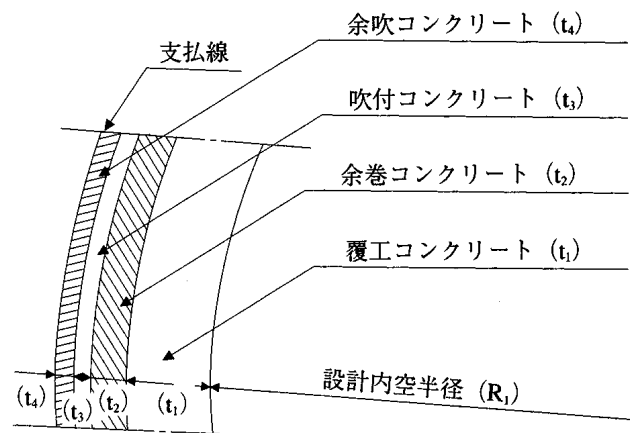 余吹コンクリート (t₄)
支払線
吹付コンクリート (t₃)
余巻コンクリート (t₂)
覆工コンクリート (t₁)
設計内空半径 (R₁)
(t₄)
(t₃)
(t₂)
(t₁)